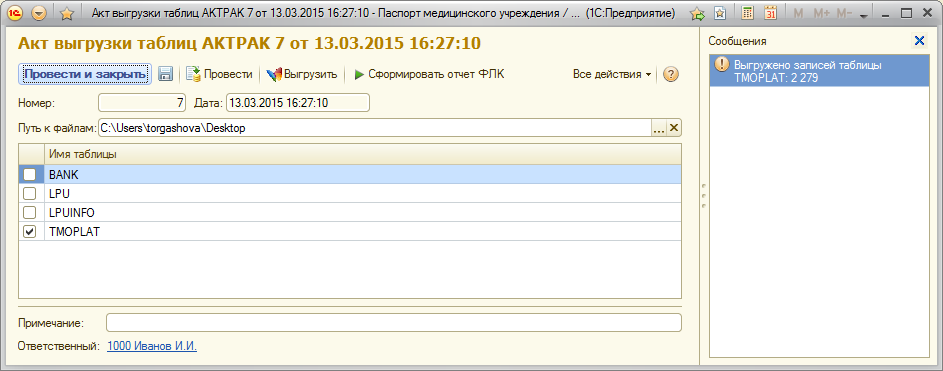 Акт выгрузки таблиц АКТРАК 7 от 13.03.2015 16:27:10 - Паспорт медицинского учреждения / ... (1С:Предприятие)
M M+ M-
31
Акт выгрузки таблиц АКТРАК 7 от 13.03.2015 16:27:10
Провести и закрыть Провести Выгрузить Сформировать отчет ФЛК Все действия ?
Номер: 7 Дата: 13.03.2015 16:27:10
Путь к файлам: C:\Users\torgashova\Desktop ...
Имя таблицы
BANK
LPU
LPUINFO
TMOPLAT
Примечание:
Ответственный: 1000 Иванов И.И.
Сообщения
Выгружено записей таблицы
TMOPLAT: 2 279